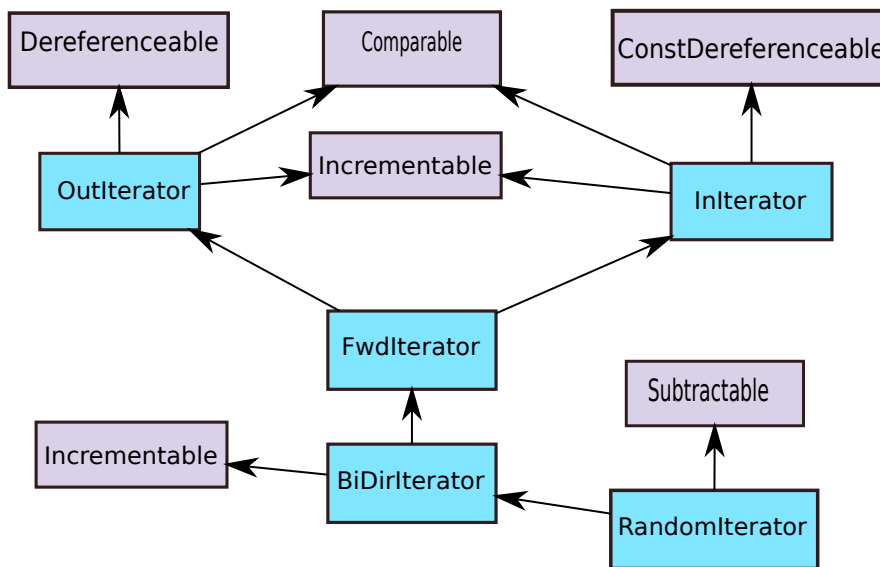 Dereferenceable
Comparable
ConstDereferenceable
Incrementable
OutIterator
InIterator
FwdIterator
Subtractable
Incrementable
BiDirIterator
RandomIterator